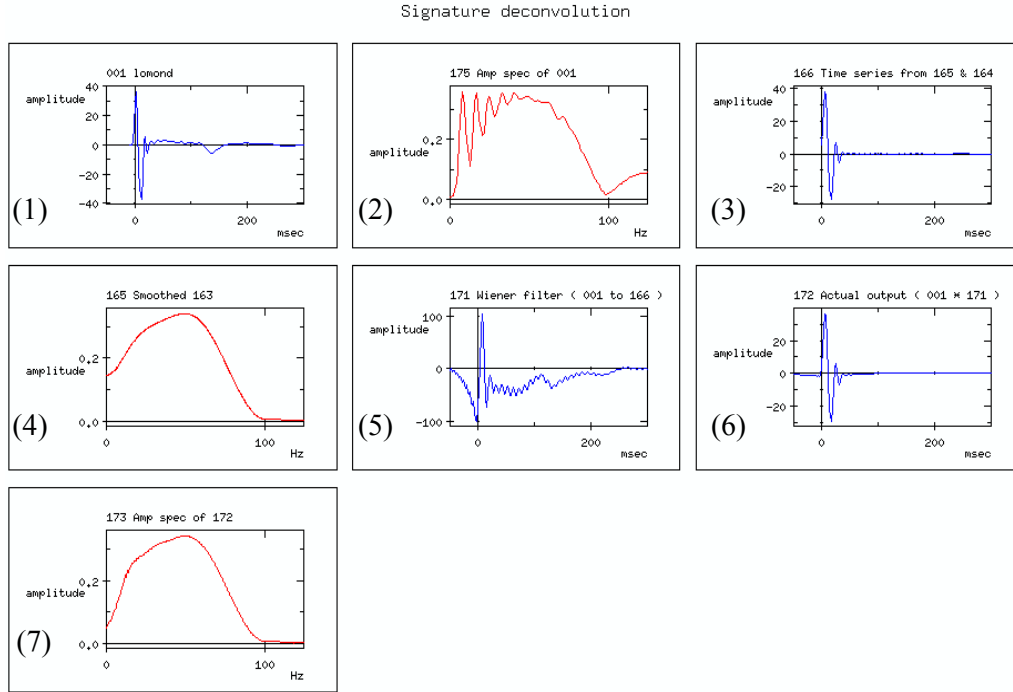 Signature deconvolution
001 lomond
amplitude
40
20
0
-20
-40
0
200
msec
(1)
175 Amp spec of 001
amplitude
0.2
0.0
0
100
Hz
(2)
166 Time series from 165 & 164
amplitude
40
20
0
-20
0
200
msec
(3)
165 Smoothed 163
0.2
amplitude
0.0
0
100
Hz
(4)
171 Wiener filter ( 001 to 166 )
100
amplitude
0
-100
0
200
msec
(5)
172 Actual output ( 001 * 171 )
20
amplitude
0
-20
0
200
msec
(6)
173 Amp spec of 172
0.2
amplitude
0.0
0
100
Hz
(7)